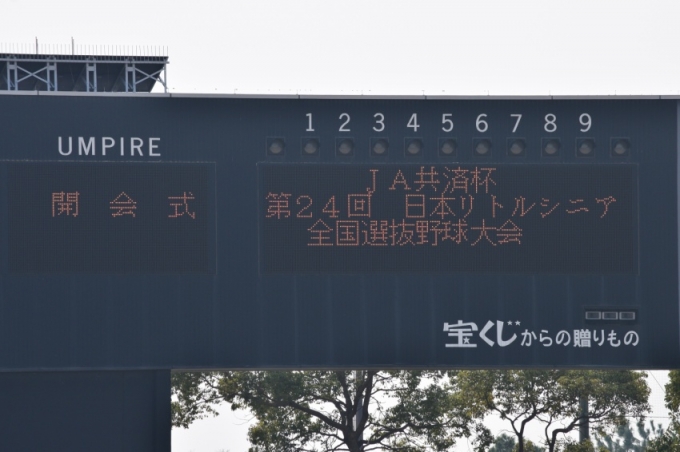 1 2 3 4 5 6 7 8 9
UMPIRE
開会式
JA共済杯
第24回 日本リトルシニア
全国選抜野球大会
宝くじからの贈りもの